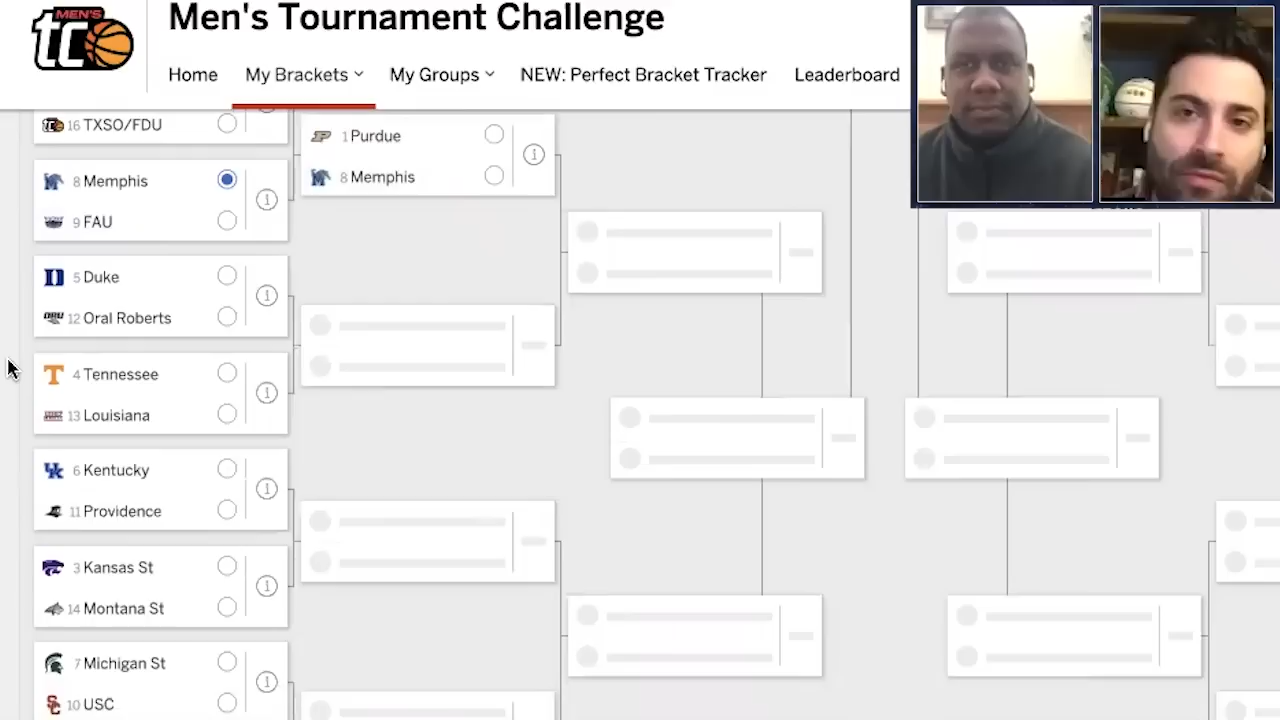 MEN'S
tc
Men's Tournament Challenge
Home
My Brackets
My Groups
NEW: Perfect Bracket Tracker
Leaderboard
16 TXSO/FDU
1 Purdue
8 Memphis
8 Memphis
9 FAU
5 Duke
12 Oral Roberts
4 Tennessee
13 Louisiana
6 Kentucky
11 Providence
3 Kansas St
14 Montana St
7 Michigan St
10 USC